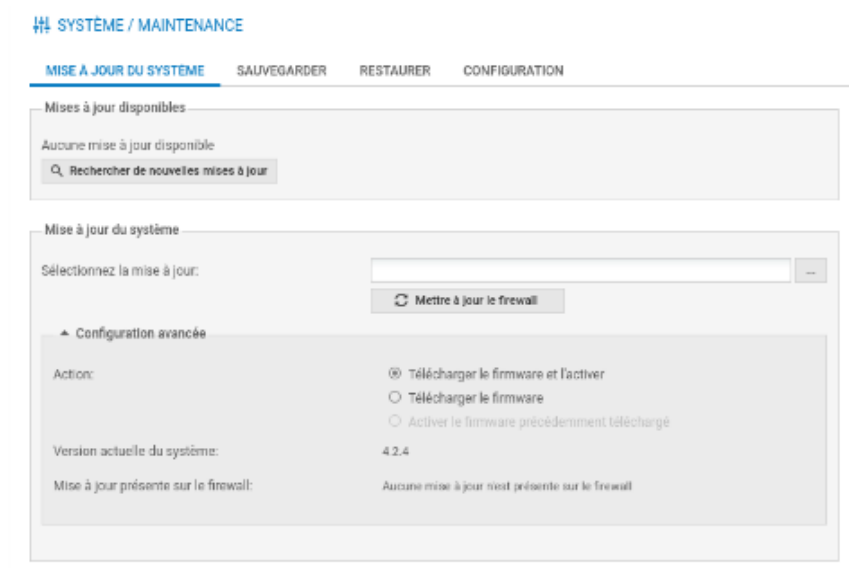 SYSTÈME / MAINTENANCE
MISE À JOUR DU SYSTÈME SAUVEGARDER RESTAURER CONFIGURATION
Mises à jour disponibles
Aucune mise à jour disponible
Rechercher de nouvelles mises à jour
Mise à jour du système
Sélectionnez la mise à jour:
...
Mettre à jour le firewall
Configuration avancée
Action: Télécharger le firmware et l'activer
Télécharger le firmware
Activer le firmware précédemment téléchargé
Version actuelle du système: 4.2.4
Mise à jour présente sur le firewall: Aucune mise à jour n'est présente sur le firewall